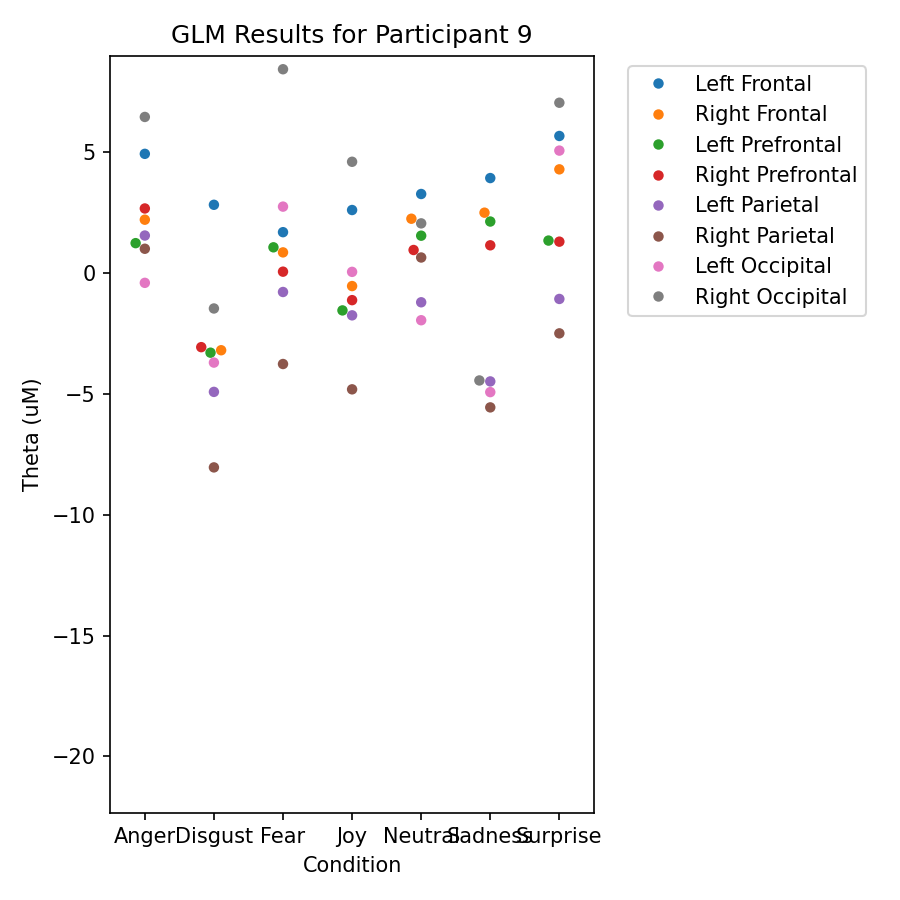 GLM Results for Participant 9
Left Frontal
Right Frontal
Left Prefrontal
Right Prefrontal
Left Parietal
Right Parietal
Left Occipital
Right Occipital
Theta (uM)
5
0
−5
−10
−15
−20
Anger Disgust Fear Joy Neutral Sadness Surprise
Condition